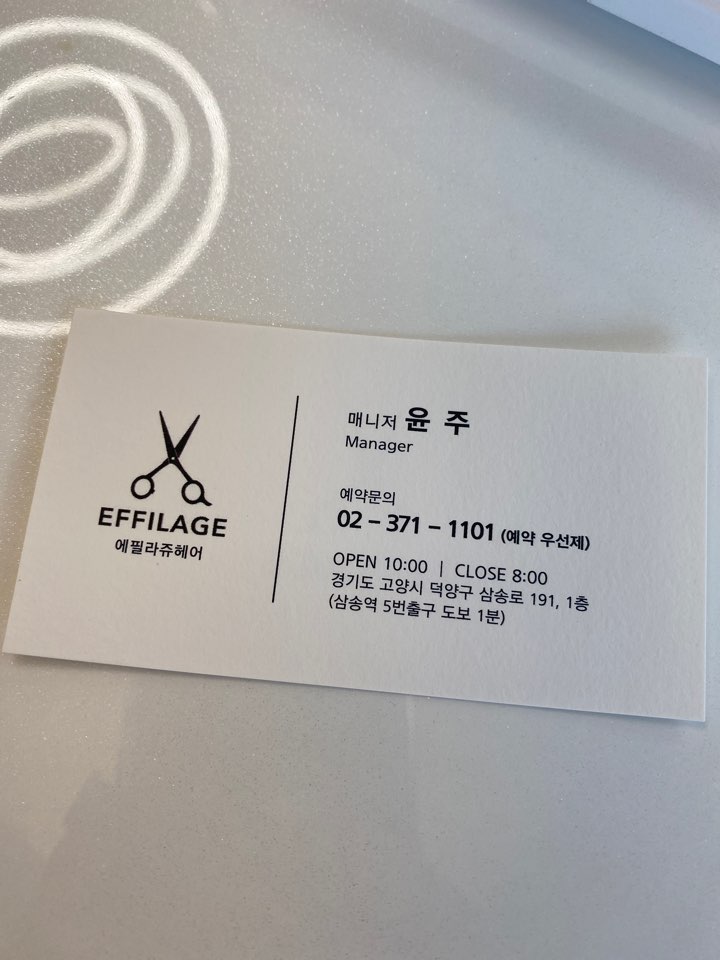 EFFILAGE
에필라쥬헤어
매니저 윤 주
Manager
예약문의
02 – 371 – 1101 (예약 우선제)
OPEN 10:00 | CLOSE 8:00
경기도 고양시 덕양구 삼송로 191, 1층
(삼송역 5번출구 도보 1분)